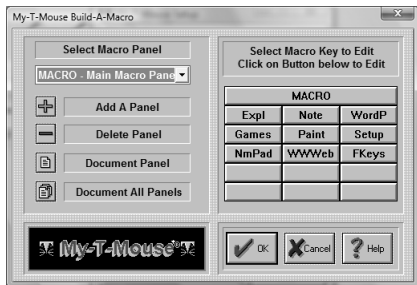 My-T-Mouse Build-A-Macro
Select Macro Panel
MACRO - Main Macro Pane
Add A Panel
Delete Panel
Document Panel
Document All Panels
My-T-Mouse®
Select Macro Key to Edit
Click on Button below to Edit
MACRO
Expl Note WordP
Games Paint Setup
NmPad WWWeb FKeys
OK Cancel Help